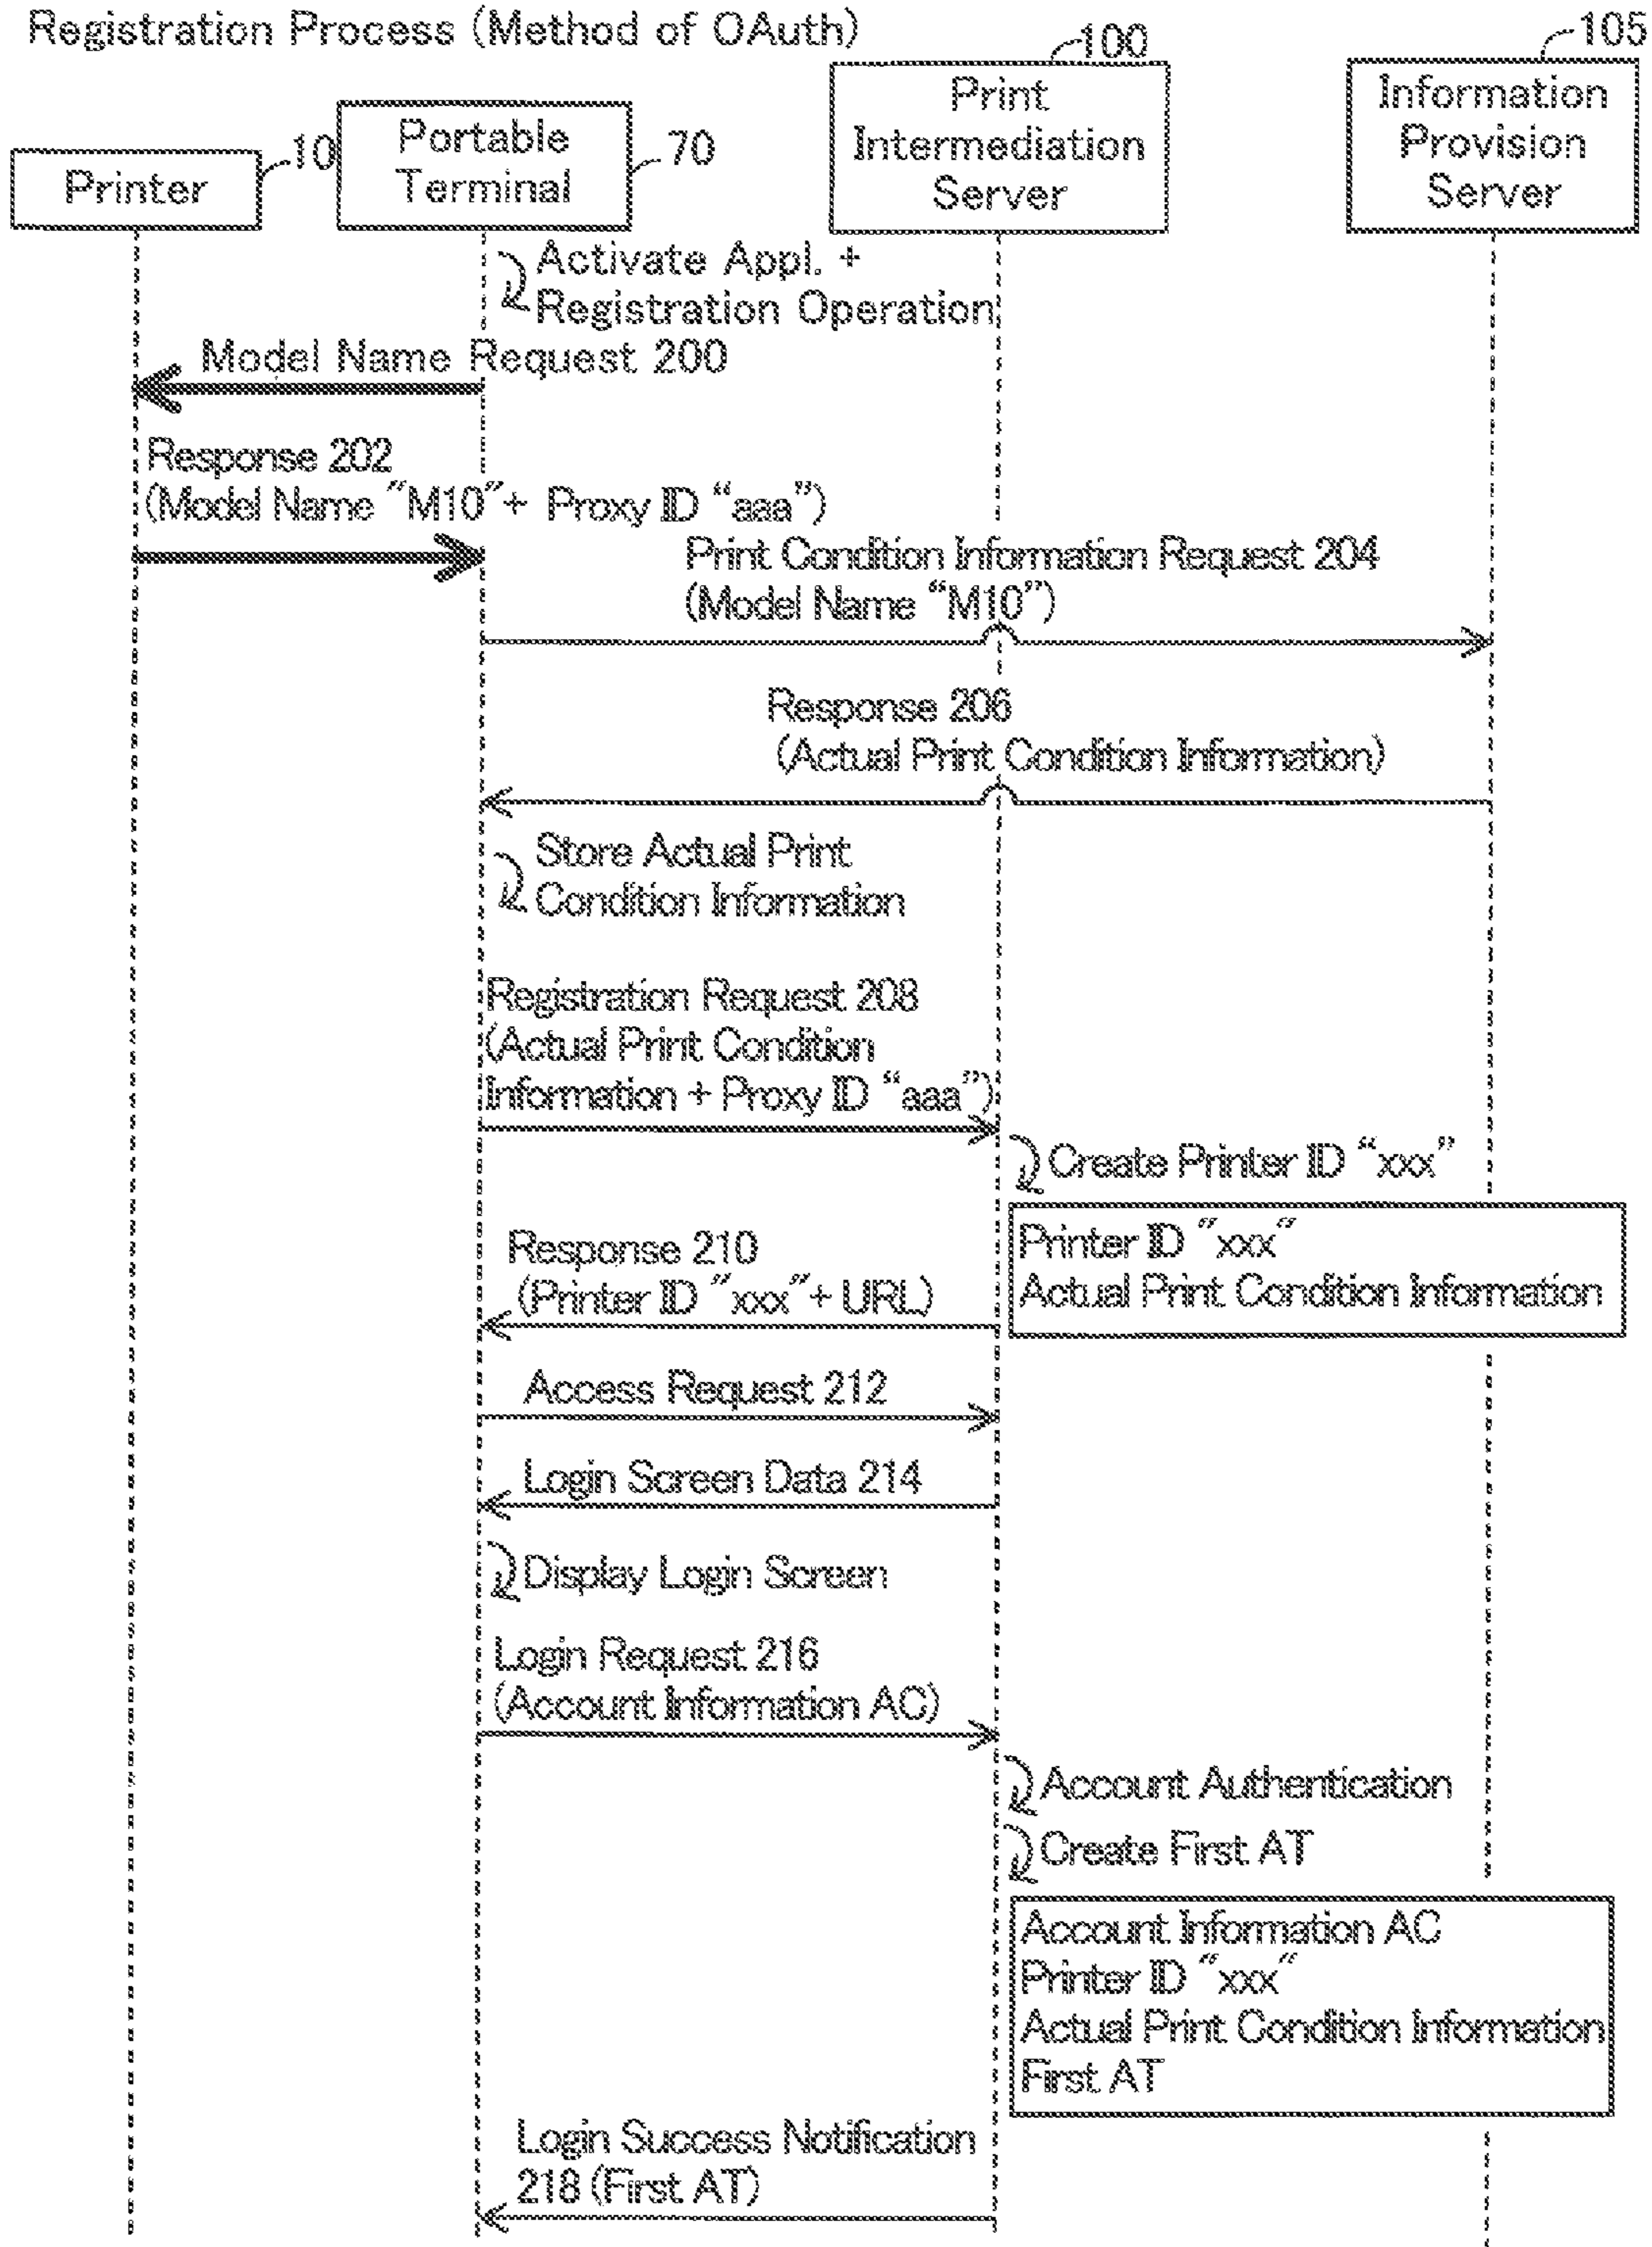 Registration Process (Method of OAuth)
100
105
Print
Intermediation
Server
Information
Provision
Server
Portable
Terminal
70
Printer
10
Activate Appl. +
Registration Operation
Model Name Request 200
Response 202
(Model Name "M10"+ Proxy ID "aaa")
Print Condition Information Request 204
(Model Name "M10")
Response 206
(Actual Print Condition Information)
Store Actual Print
Condition Information
Registration Request 208
(Actual Print Condition
Information + Proxy ID "aaa")
Create Printer ID "xxx"
Printer ID "xxx"
Actual Print Condition Information
Response 210
(Printer ID "xxx"+ URL)
Access Request 212
Login Screen Data 214
Display Login Screen
Login Request 216
(Account Information AC)
Account Authentication
Create First AT
Account Information AC
Printer ID "xxx"
Actual Print Condition Information
First AT
Login Success Notification
218 (First AT)